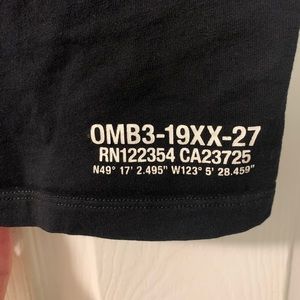 OMB3-19XX-27
RN122354 CA23725
N49° 17' 2.495" W123° 5' 28.459"